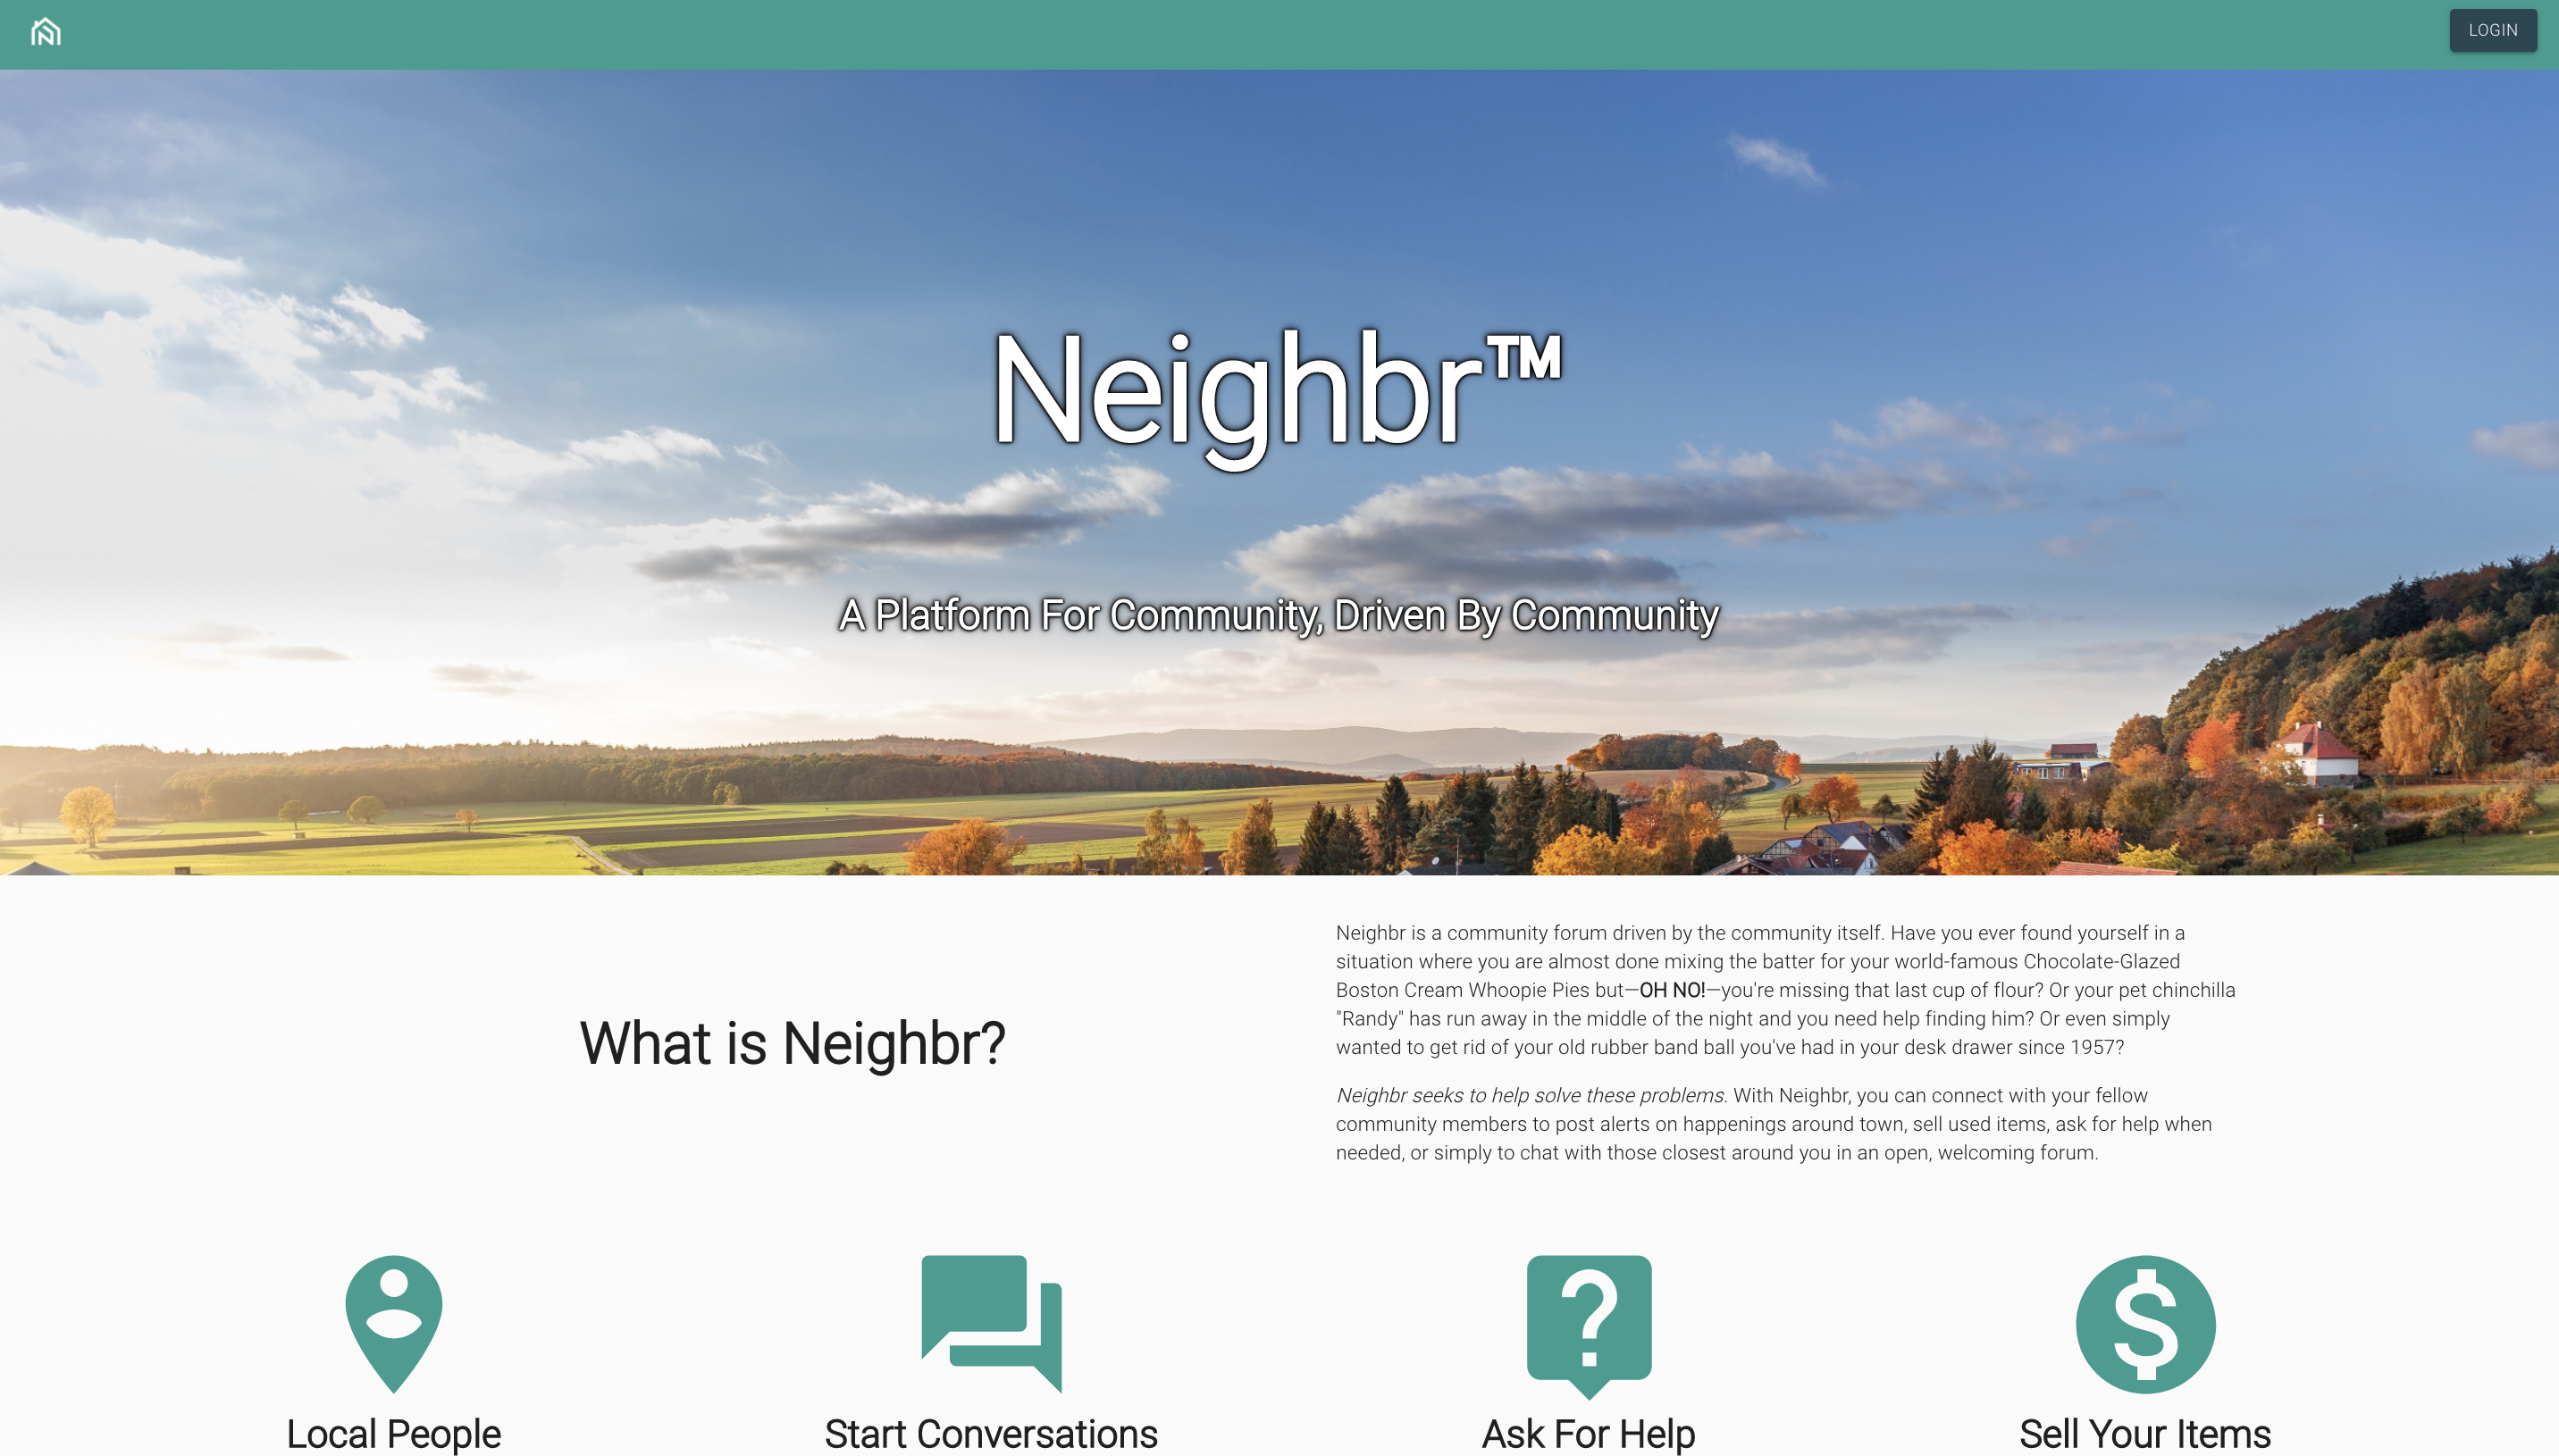 LOGIN
Neighbr™
A Platform For Community, Driven By Community
What is Neighbr?
Neighbr is a community forum driven by the community itself. Have you ever found yourself in a
situation where you are almost done mixing the batter for your world-famous Chocolate-Glazed
Boston Cream Whoopie Pies but—OH NO!—you're missing that last cup of flour? Or your pet chinchilla
"Randy" has run away in the middle of the night and you need help finding him? Or even simply
wanted to get rid of your old rubber band ball you've had in your desk drawer since 1957?
Neighbr seeks to help solve these problems. With Neighbr, you can connect with your fellow
community members to post alerts on happenings around town, sell used items, ask for help when
needed, or simply to chat with those closest around you in an open, welcoming forum.
Local People
Start Conversations
Ask For Help
Sell Your Items